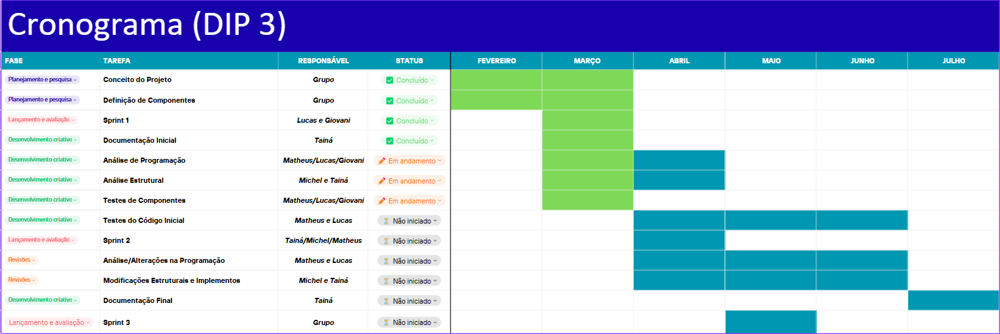 Cronograma (DIP 3)
FASE TAREFA RESPONSÁVEL STATUS FEVEREIRO MARÇO ABRIL MAIO JUNHO JULHO
Planejamento e pesquisa Conceito do Projeto Grupo Concluído
Planejamento e pesquisa Definição de Componentes Grupo Concluído
Lançamento e avaliação Sprint 1 Lucas e Giovani Concluído
Desenvolvimento criativo Documentação Inicial Tainá Concluído
Desenvolvimento criativo Análise de Programação Matheus/Lucas/Giovani Em andamento
Desenvolvimento criativo Análise Estrutural Michel e Tainá Em andamento
Desenvolvimento criativo Testes de Componentes Matheus/Lucas/Giovani Em andamento
Desenvolvimento criativo Testes do Código Inicial Matheus e Lucas Não iniciado
Lançamento e avaliação Sprint 2 Tainá/Michel/Matheus Não iniciado
Revisões Análise/Alterações na Programação Matheus e Lucas Não iniciado
Revisões Modificações Estruturais e Implementos Michel e Tainá Não iniciado
Desenvolvimento criativo Documentação Final Tainá Não iniciado
Lançamento e avaliação Sprint 3 Grupo Não iniciado